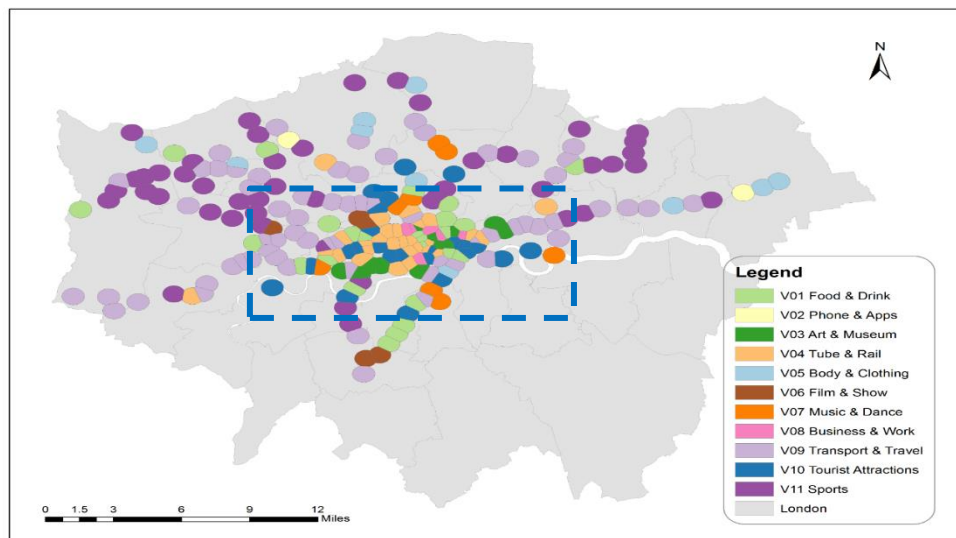 N
Legend
V01 Food & Drink
V02 Phone & Apps
V03 Art & Museum
V04 Tube & Rail
V05 Body & Clothing
V06 Film & Show
V07 Music & Dance
V08 Business & Work
V09 Transport & Travel
V10 Tourist Attractions
V11 Sports
London
0 1.5 3 6 9 12
Miles